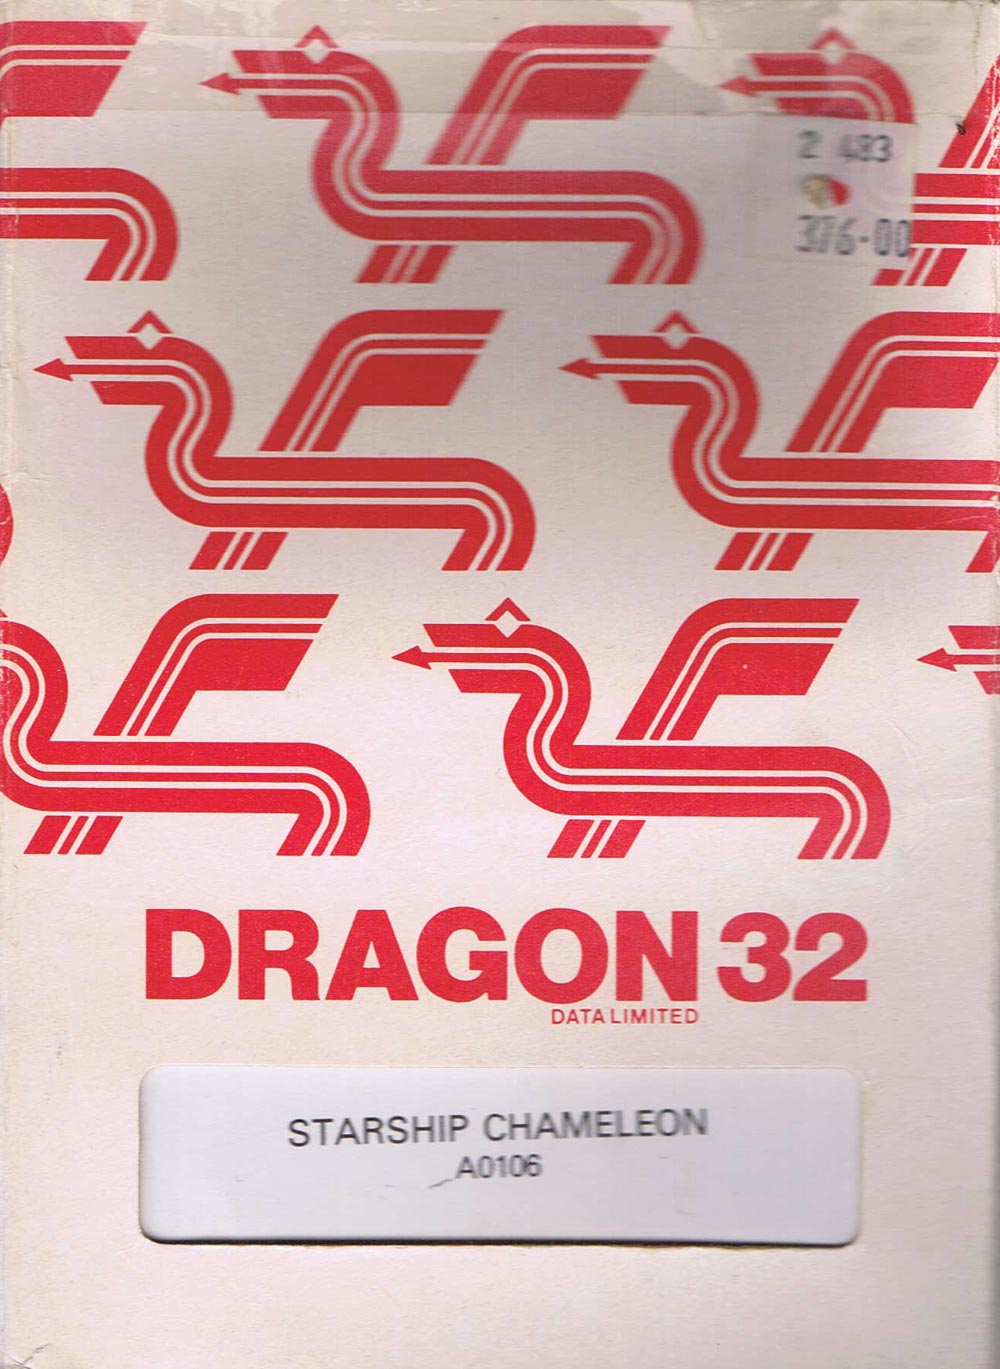 2 483
376-00
DRAGON 32
DATA LIMITED
STARSHIP CHAMELEON
A0106